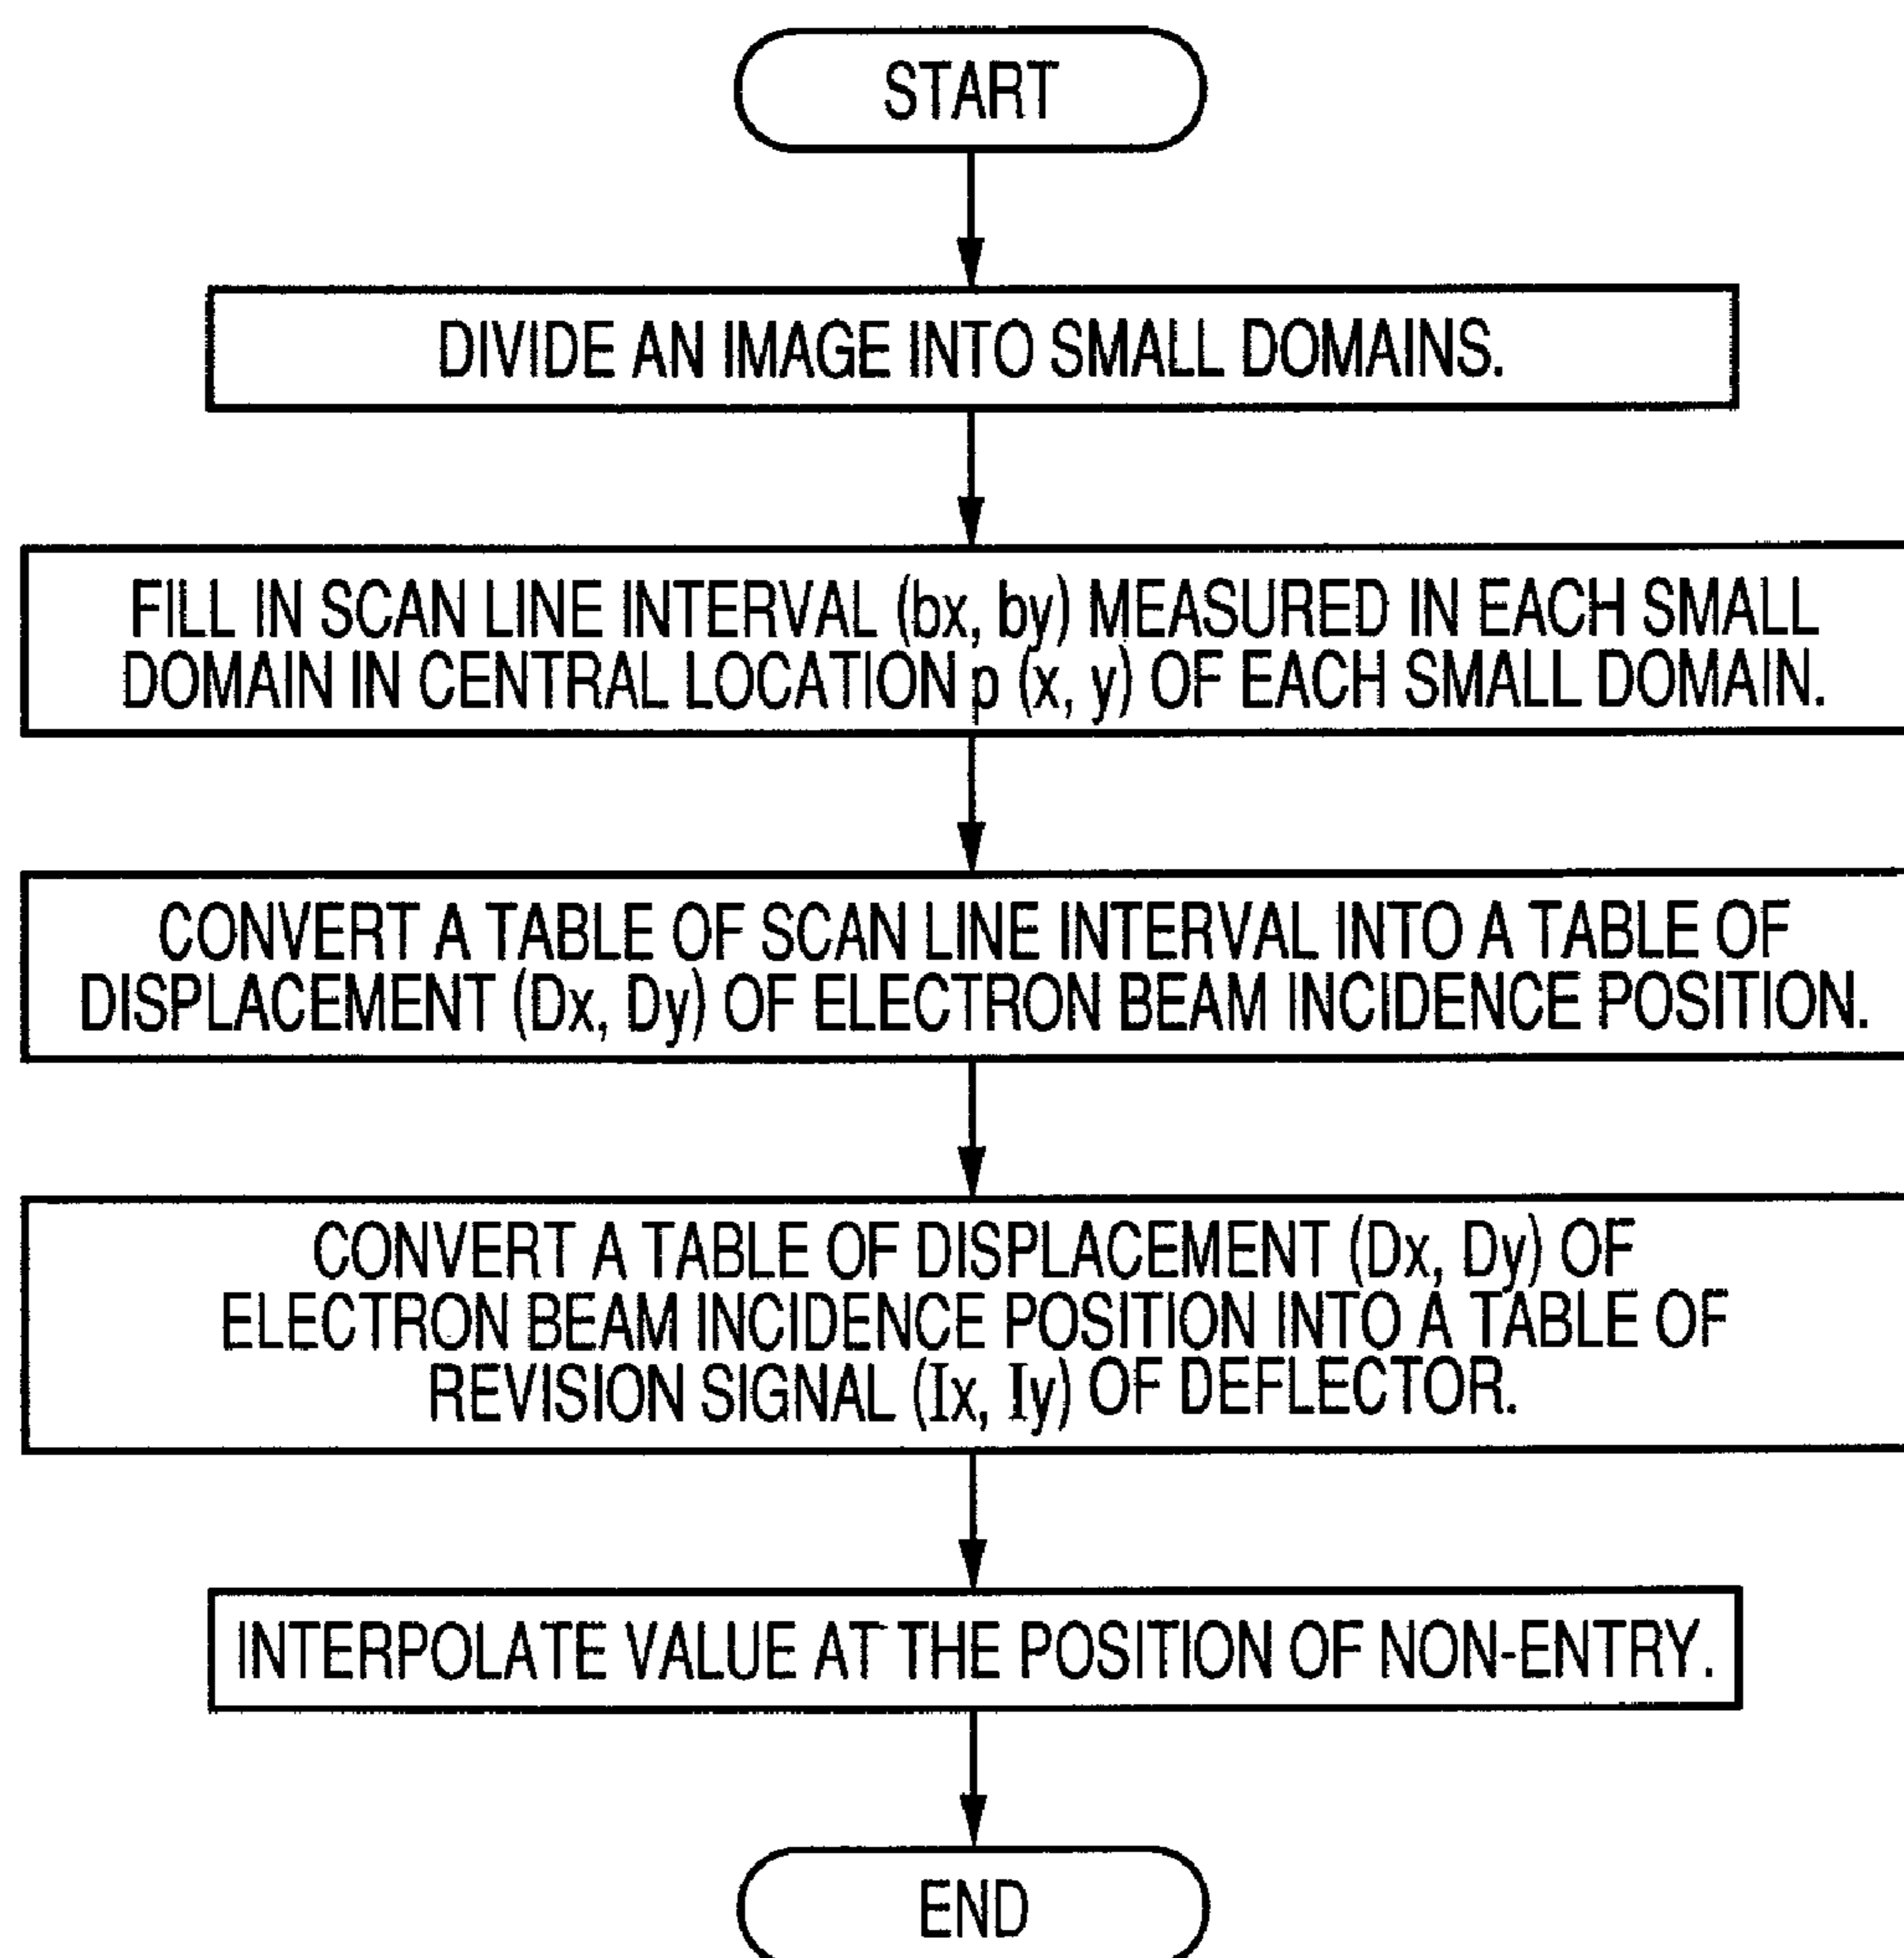 START
DIVIDE AN IMAGE INTO SMALL DOMAINS.
FILL IN SCAN LINE INTERVAL (bx, by) MEASURED IN EACH SMALL
DOMAIN IN CENTRAL LOCATION p (x, y) OF EACH SMALL DOMAIN.
CONVERT A TABLE OF SCAN LINE INTERVAL INTO A TABLE OF
DISPLACEMENT (Dx, Dy) OF ELECTRON BEAM INCIDENCE POSITION.
CONVERT A TABLE OF DISPLACEMENT (Dx, Dy) OF
ELECTRON BEAM INCIDENCE POSITION INTO A TABLE OF
REVISION SIGNAL (Ix, Iy) OF DEFLECTOR.
INTERPOLATE VALUE AT THE POSITION OF NON-ENTRY.
END